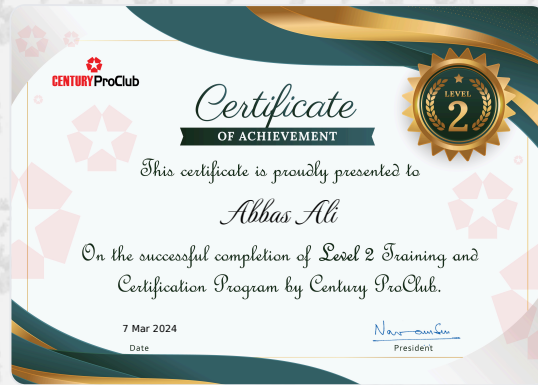 CENTURY ProClub
LEVEL
2
Certificate
OF ACHIEVEMENT
This certificate is proudly presented to
Abbas Ali
On the successful completion of Level 2 Training and
Certification Program by Century ProClub.
7 Mar 2024
Date
President